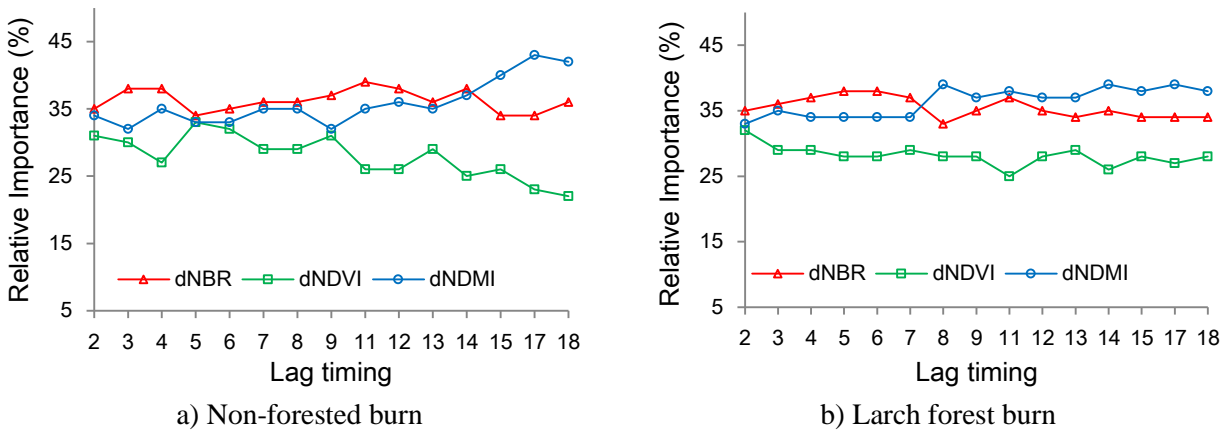 Relative Importance (%)
45
35
25
15
5
dNBR dNDVI dNDMI
2 3 4 5 6 7 8 9 11 12 13 14 15 17 18
Lag timing
a) Non-forested burn
Relative Importance (%)
45
35
25
15
5
dNBR dNDVI dNDMI
2 3 4 5 6 7 8 9 11 12 13 14 15 17 18
Lag timing
b) Larch forest burn